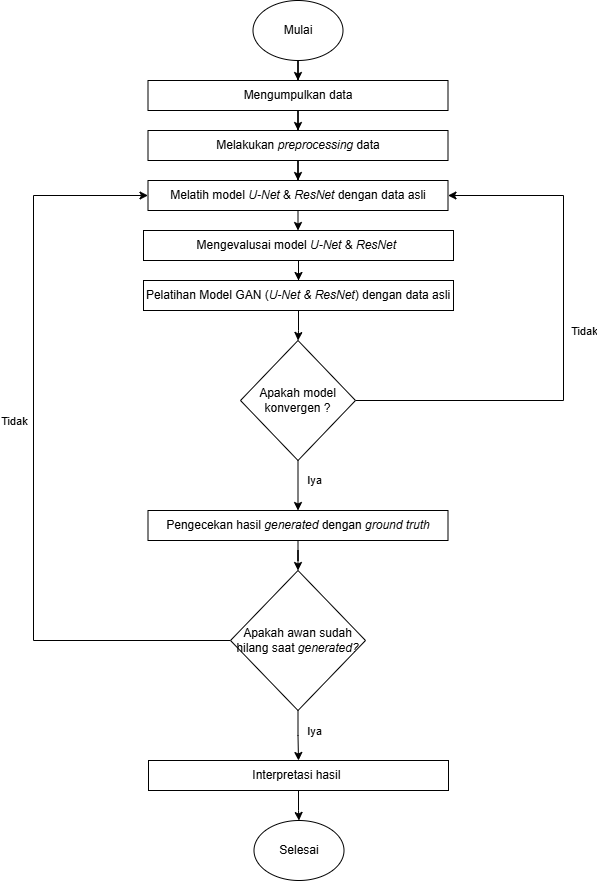 Mulai
Mengumpulkan data
Melakukan preprocessing data
Melatih model U-Net & ResNet dengan data asli
Mengevalusai model U-Net & ResNet
Pelatihan Model GAN (U-Net & ResNet) dengan data asli
Tidak
Apakah model
konvergen ?
Tidak
Iya
Pengecekan hasil generated dengan ground truth
Apakah awan sudah
hilang saat generated?
Iya
Interpretasi hasil
Selesai